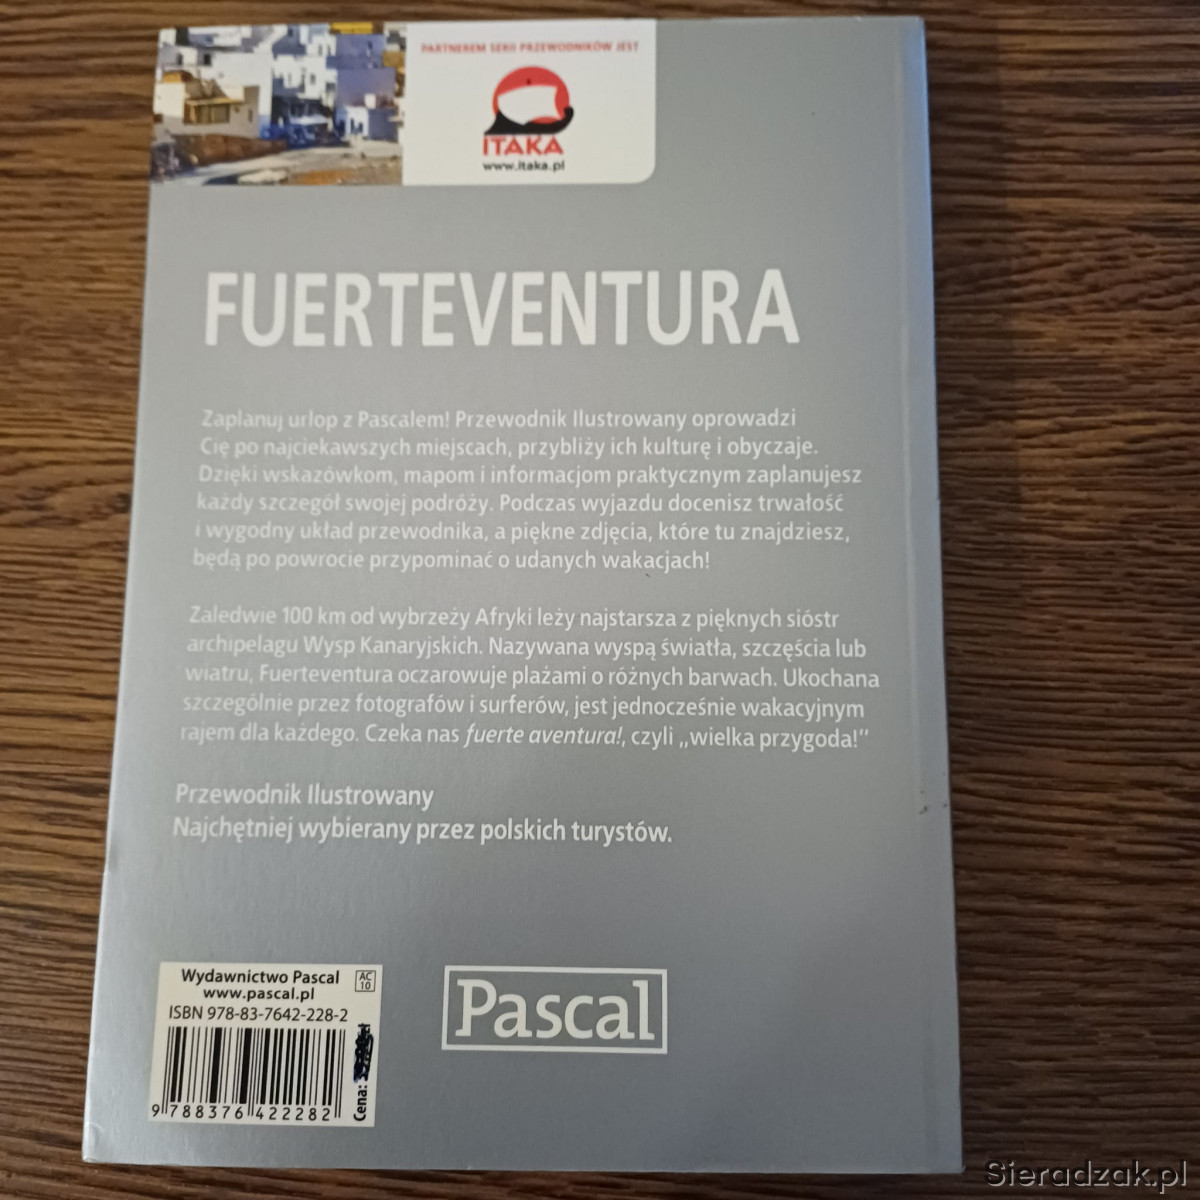 PARTNEREM SERII PRZEWODNIKÓW JEST
ITAKA
www.itaka.pl
FUERTEVENTURA
Zaplanuj urlop z Pascalem! Przewodnik Ilustrowany oprowadzi
Cię po najciekawszych miejscach, przybliży ich kulturę i obyczaje.
Dzięki wskazówkom, mapom i informacjom praktycznym zaplanujesz
każdy szczegół swojej podróży. Podczas wyjazdu docenisz trwałość
i wygodny układ przewodnika, a piękne zdjęcia, które tu znajdziesz,
będą po powrocie przypominać o udanych wakacjach!
Zaledwie 100 km od wybrzeży Afryki leży najstarsza z pięknych sióstr
archipelagu Wysp Kanaryjskich. Nazywana wyspą światła, szczęścia lub
wiatru, Fuerteventura oczarowuje plażami o różnych barwach. Ukochana
szczególnie przez fotografów i surferów, jest jednocześnie wakacyjnym
rajem dla każdego. Czeka nas fuerte aventura!, czyli „wielka przygoda!"
Przewodnik Ilustrowany
Najchętniej wybierany przez polskich turystów.
Wydawnictwo Pascal
www.pascal.pl
AC
10
ISBN 978-83-7642-228-2
9 788376 422282
Cena:
Pascal
Sieradzak.pl